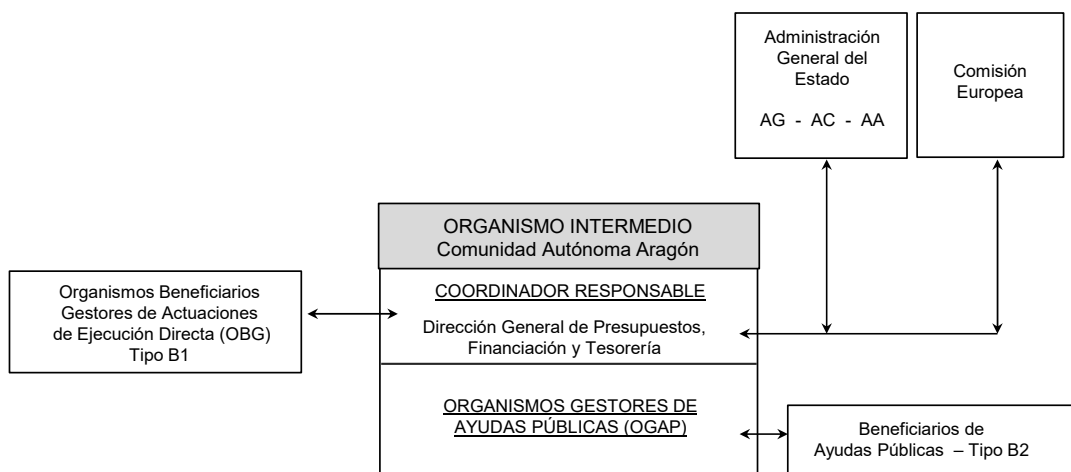 Administración
General del
Estado
AG - AC - AA
Comisión
Europea
ORGANISMO INTERMEDIO
Comunidad Autónoma Aragón
Organismos Beneficiarios
Gestores de Actuaciones
de Ejecución Directa (OBG)
Tipo B1
COORDINADOR RESPONSABLE
Dirección General de Presupuestos,
Financiación y Tesorería
ORGANISMOS GESTORES DE
AYUDAS PÚBLICAS (OGAP)
Beneficiarios de
Ayudas Públicas – Tipo B2